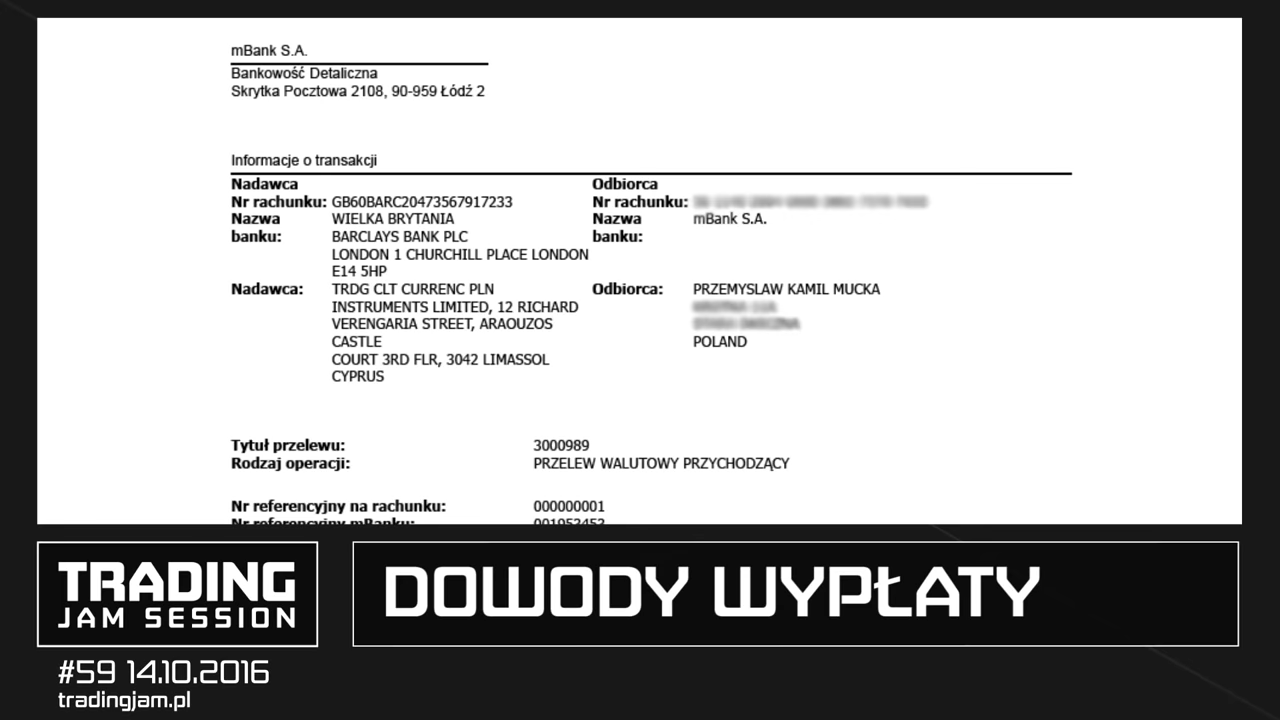 mBank S.A.
Bankowość Detaliczna
Skrytka Pocztowa 2108, 90-959 Łódź 2
Informacje o transakcji
Nadawca
Nr rachunku: GB60BARC20473567917233
Nazwa WIELKA BRYTANIA
banku: BARCLAYS BANK PLC
LONDON 1 CHURCHILL PLACE LONDON
E14 5HP
Nadawca: TRDG CLT CURRENC PLN
INSTRUMENTS LIMITED, 12 RICHARD
VERENGARIA STREET, ARAOUZOS
CASTLE
COURT 3RD FLR, 3042 LIMASSOL
CYPRUS
Odbiorca
Nr rachunku:
Nazwa mBank S.A.
banku:
Odbiorca: PRZEMYSLAW KAMIL MUCKA
POLAND
Tytuł przelewu: 3000989
Rodzaj operacji: PRZELEW WALUTOWY PRZYCHODZĄCY
Nr referencyjny na rachunku: 000000001
Nr referencyjny mBanku: 001952452
TRADING
JAM SESSION
DOWODY WYPŁATY
#59 14.10.2016
tradingjam.pl